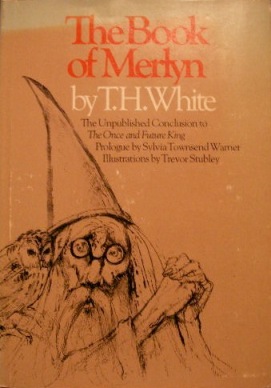 The Book
of Merlyn
by T.H. White
The Unpublished Conclusion to
The Once and Future King
Prologue by Sylvia Townsend Warner
Illustrations by Trevor Stubley